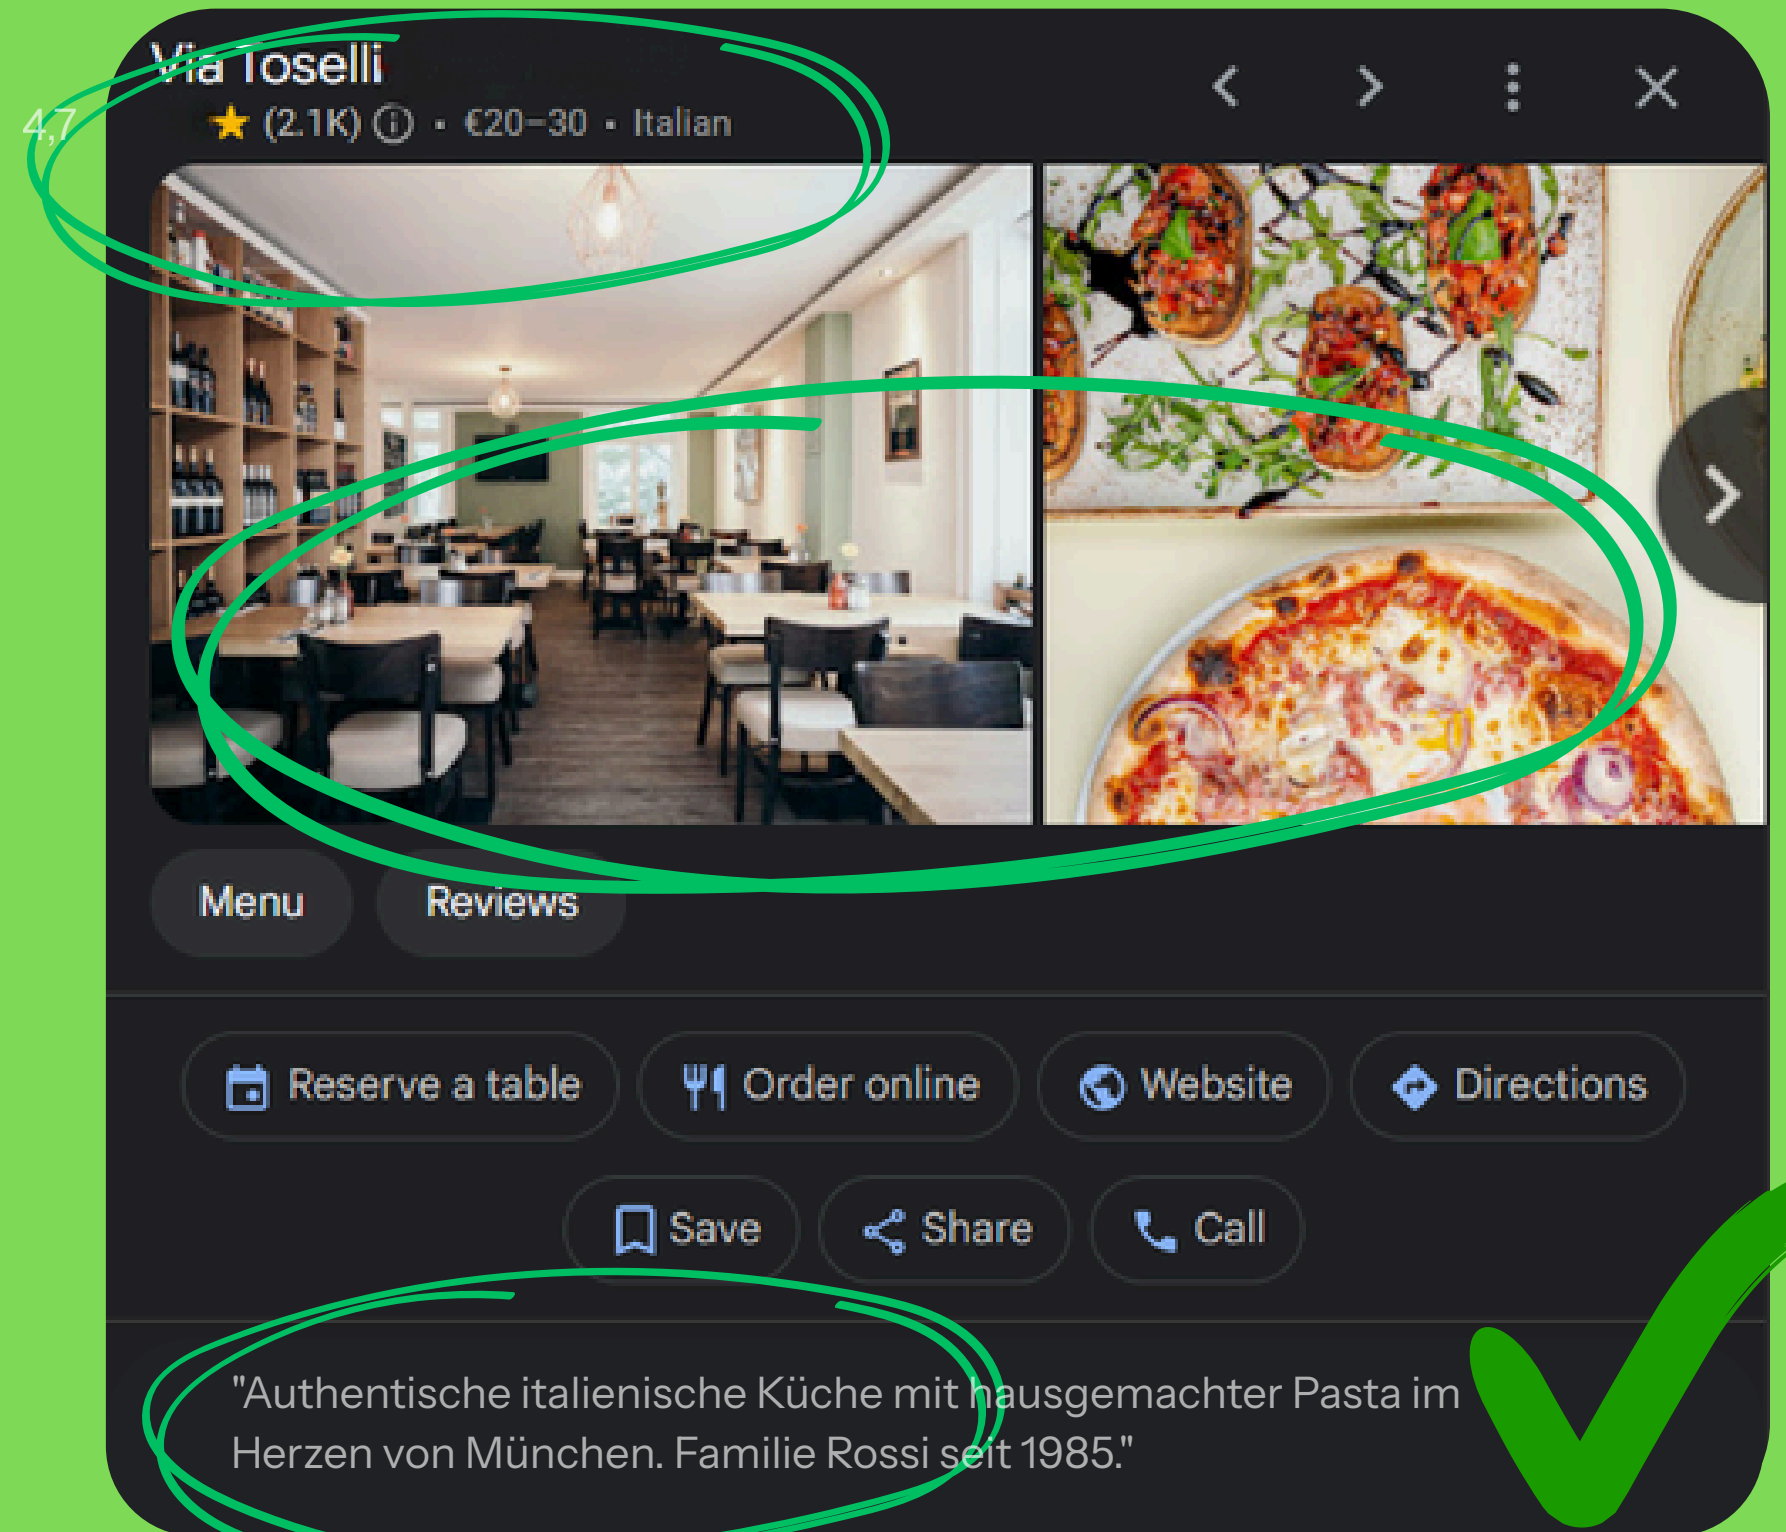 Via Toselli
4,7 (2.1K) · €20–30 · Italian
Menu Reviews
Reserve a table Order online Website Directions
Save Share Call
"Authentische italienische Küche mit hausgemachter Pasta im
Herzen von München. Familie Rossi seit 1985."